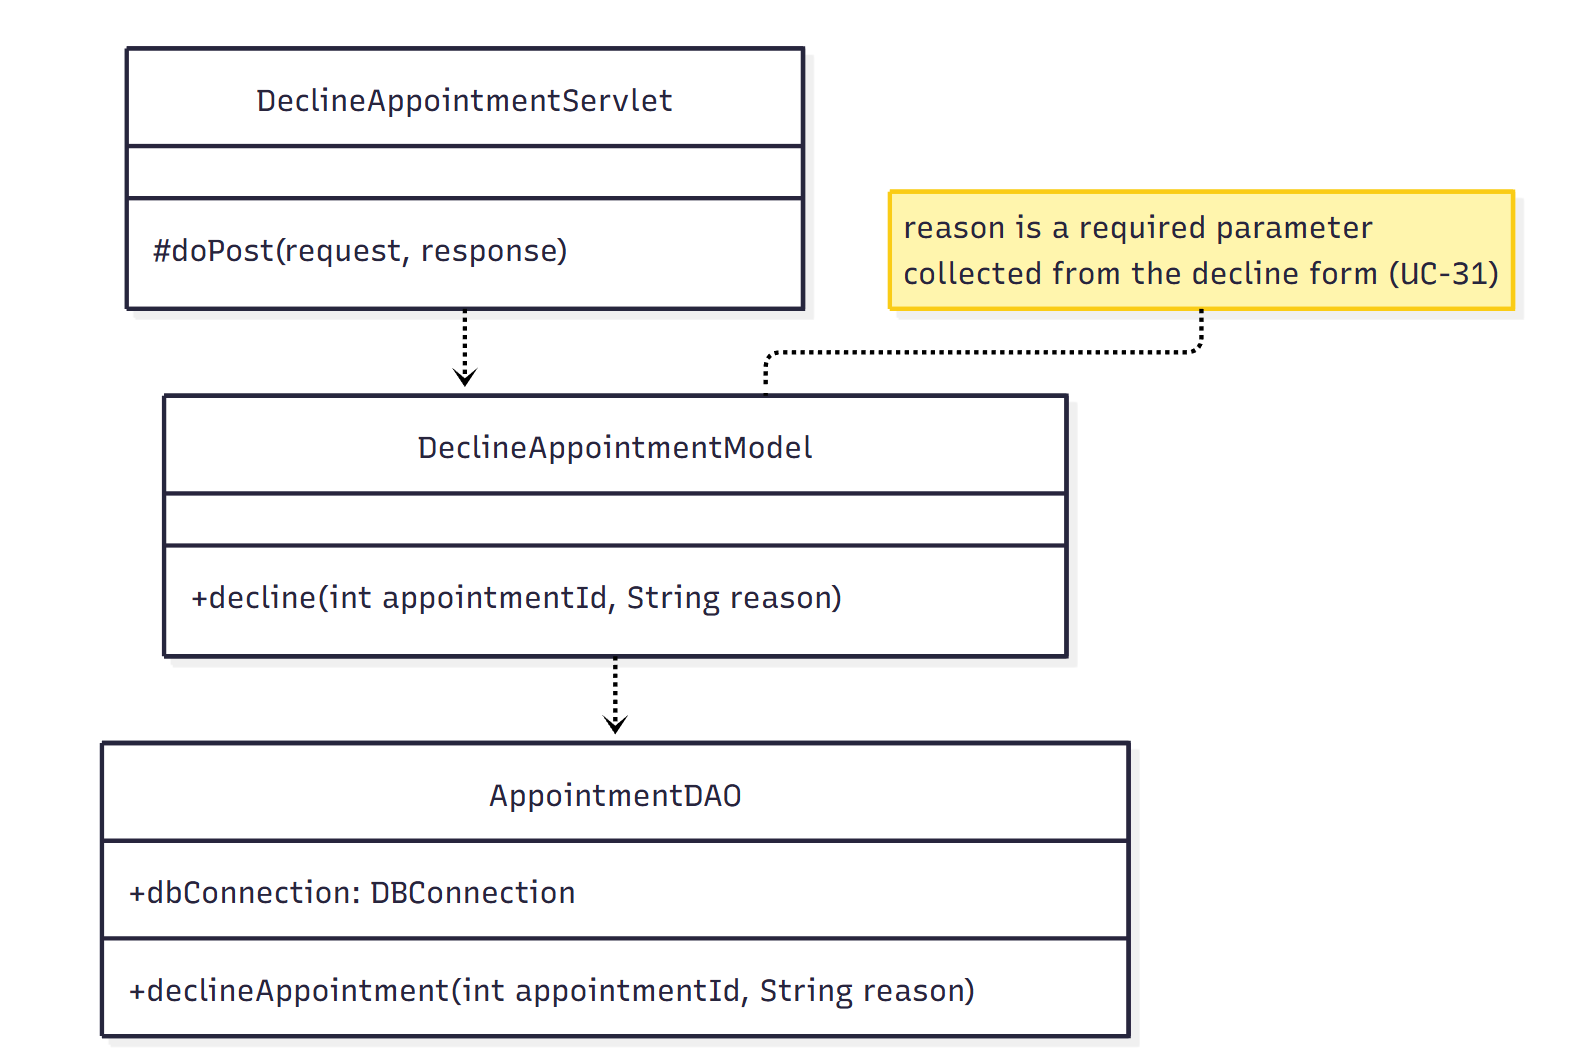 DeclineAppointmentServlet
#doPost(request, response)
reason is a required parameter
collected from the decline form (UC-31)
DeclineAppointmentModel
+decline(int appointmentId, String reason)
AppointmentDAO
+dbConnection: DBConnection
+declineAppointment(int appointmentId, String reason)